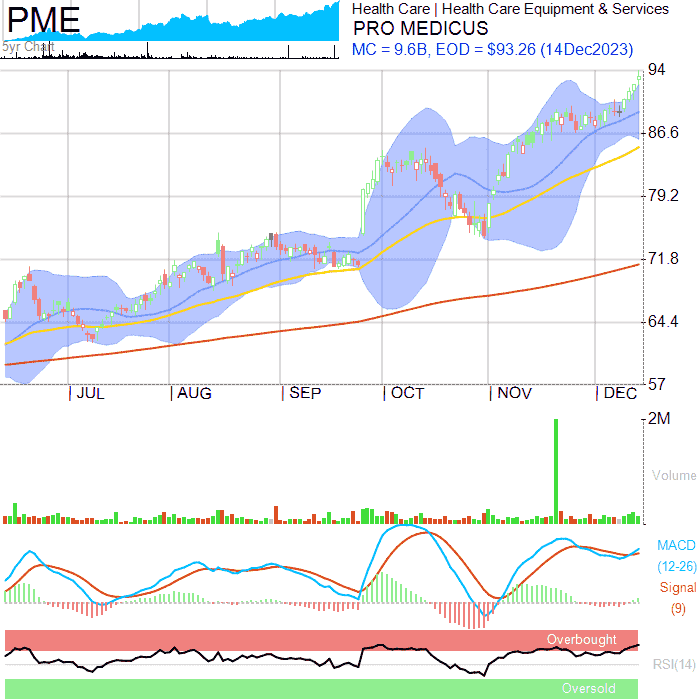 PME
5yr Chart
Health Care | Health Care Equipment & Services
PRO MEDICUS
MC = 9.6B, EOD = $93.26 (14Dec2023)
94
86.6
79.2
71.8
64.4
57
JUL
AUG
SEP
OCT
NOV
DEC
2M
Volume
0
MACD
(12-26)
Signal
(9)
Overbought
RSI(14)
Oversold